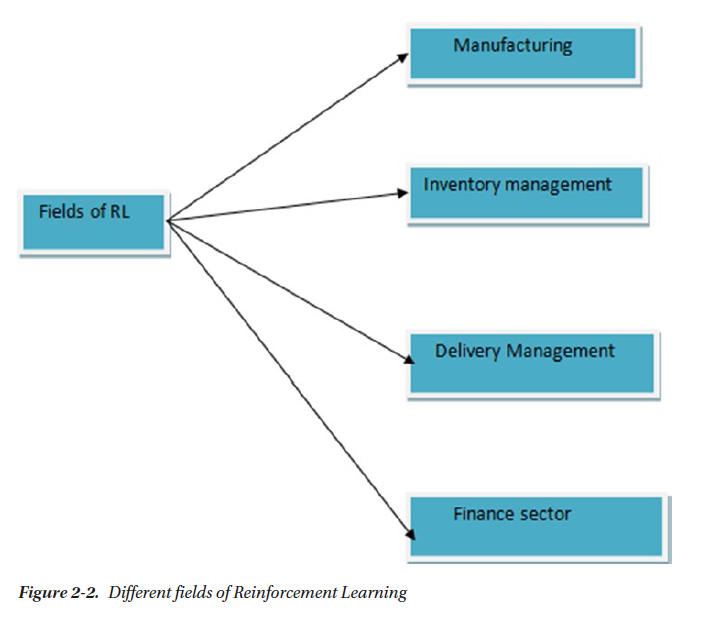 Manufacturing
Inventory management
Fields of RL
Delivery Management
Finance sector
Figure 2-2. Different fields of Reinforcement Learning